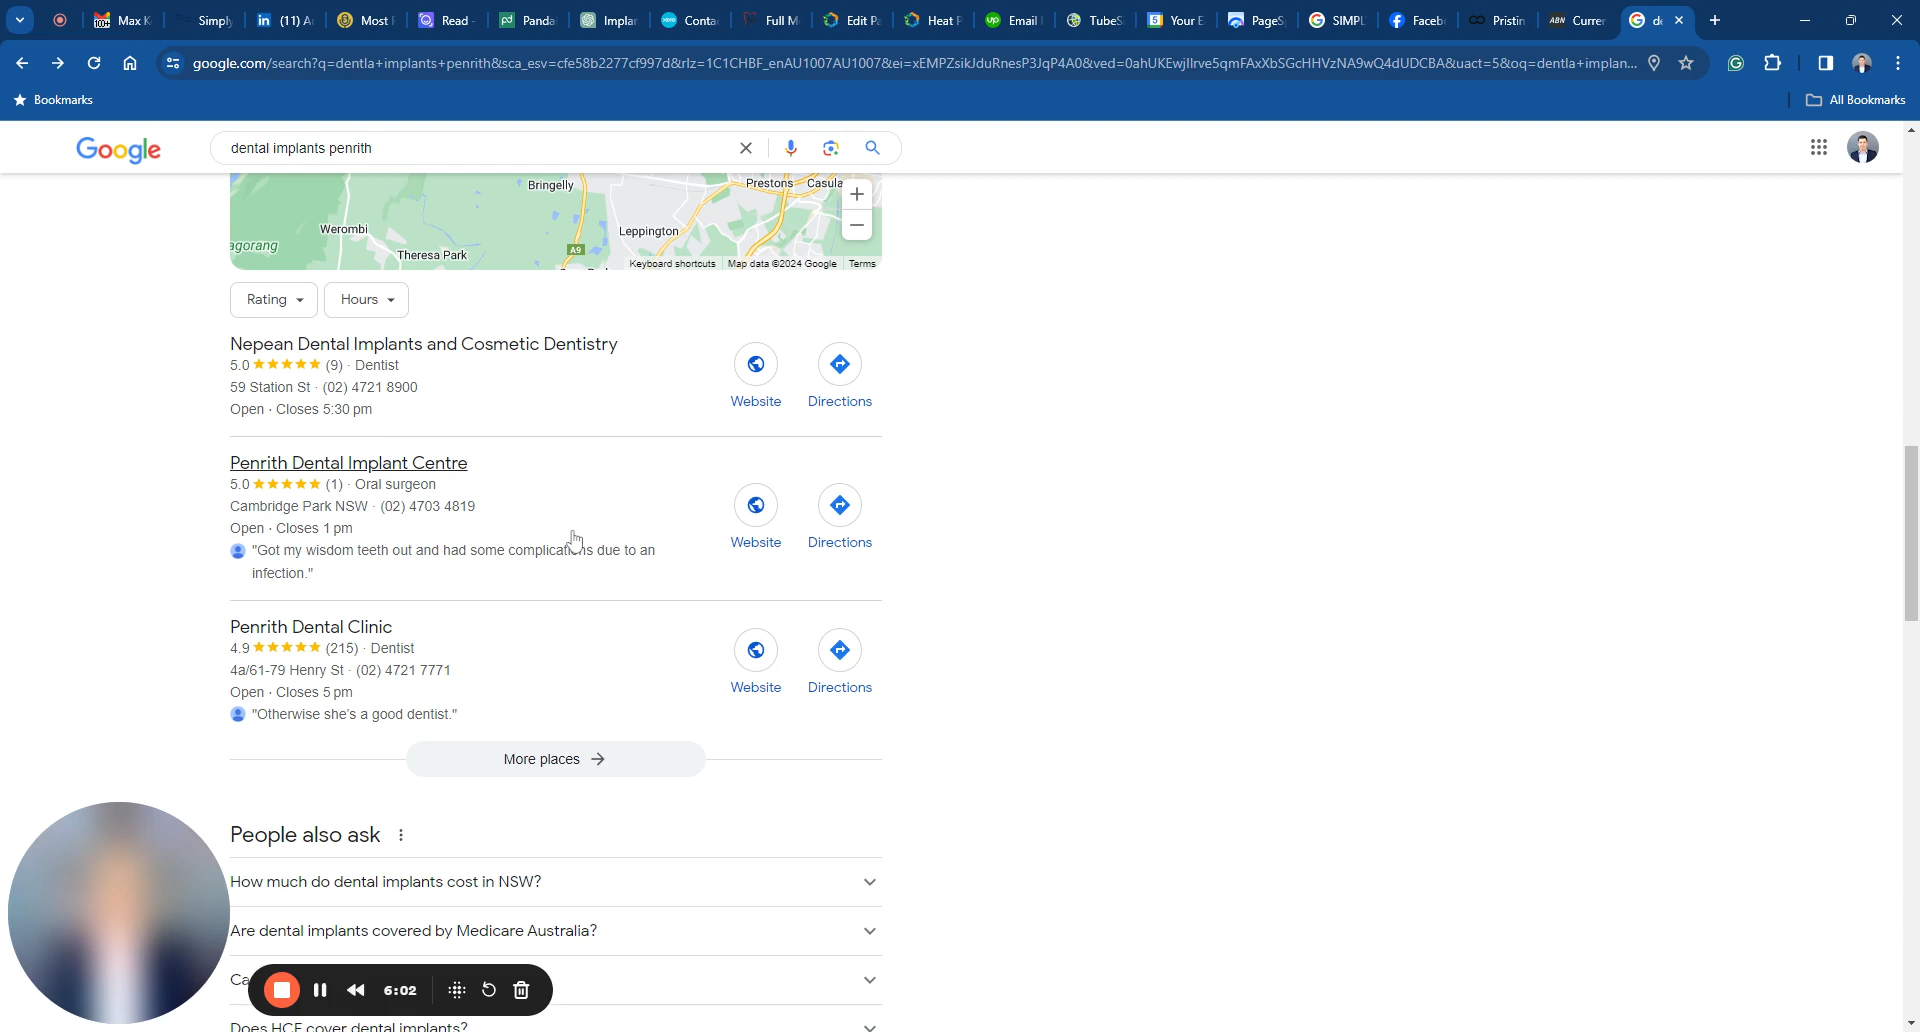 Max K
Simply
(11) A
Most
Read -
Panda
Implan
Conta
Full M
Edit Pa
Heat P
Email
TubeS
Your E
PageS
SIMPL
Faceb
Pristin
ABN Currer
de
google.com/search?q=dentla+implants+penrith&sca_esv=cfe58b2277cf997d&rlz=1C1CHBF_enAU1007AU1007&ei=xEMPZsikJduRnesP3JqP4A0&ved=0ahUKEwjlIrve5qmFAxXbSGcHHVzNA9wQ4dUDCBA&uact=5&oq=dentla+implan...
Bookmarks
All Bookmarks
Google
dental implants penrith
Bringelly
Prestons
Casula
Werombi
Leppington
agorang
A9
Theresa Park
Keyboard shortcuts
Map data ©2024 Google
Terms
Rating
Hours
Nepean Dental Implants and Cosmetic Dentistry
5.0 (9) · Dentist
59 Station St · (02) 4721 8900
Open · Closes 5:30 pm
Website
Directions
Penrith Dental Implant Centre
5.0 (1) · Oral surgeon
Cambridge Park NSW · (02) 4703 4819
Open · Closes 1 pm
"Got my wisdom teeth out and had some complications due to an
infection."
Website
Directions
Penrith Dental Clinic
4.9 (215) · Dentist
4a/61-79 Henry St · (02) 4721 7771
Open · Closes 5 pm
"Otherwise she's a good dentist."
Website
Directions
More places
People also ask
How much do dental implants cost in NSW?
Are dental implants covered by Medicare Australia?
Ca
6:02
Does HCF cover dental implants?